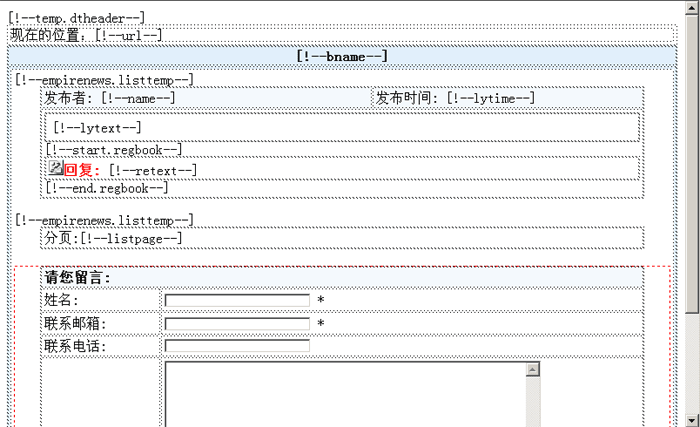 [!--temp.dtheader--]
现在的位置：[!--url--]
[!--bname--]
[!--empirenews.listtemp--]
发布者: [!--name--] 发布时间: [!--lytime--]
[!--lytext--]
[!--start.regbook--]
回复: [!--retext--]
[!--end.regbook--]
[!--empirenews.listtemp--]
分页:[!--listpage--]
请您留言:
姓名: *
联系邮箱: *
联系电话: